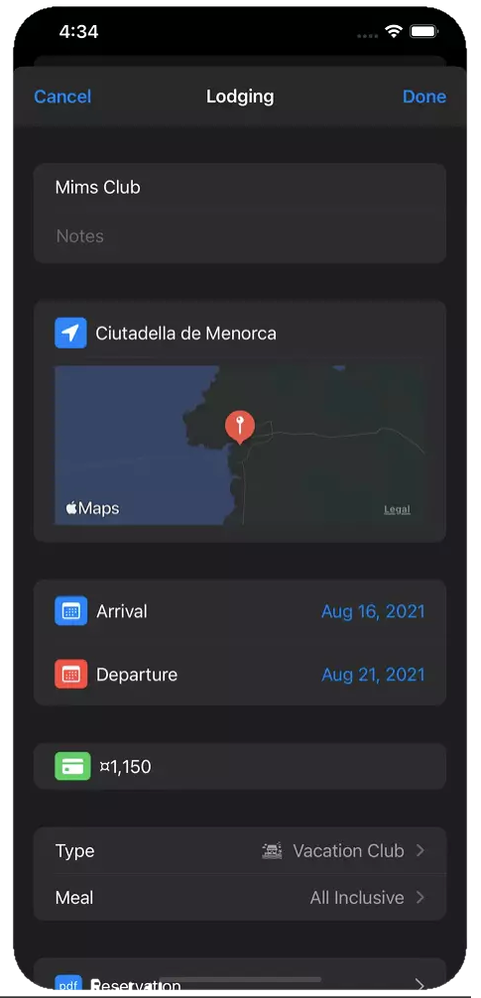 4:34
Cancel Lodging Done
Mims Club
Notes
Ciutadella de Menorca
Maps Legal
Arrival Aug 16, 2021
Departure Aug 21, 2021
¤1,150
Type Vacation Club
Meal All Inclusive
pdf Reservation